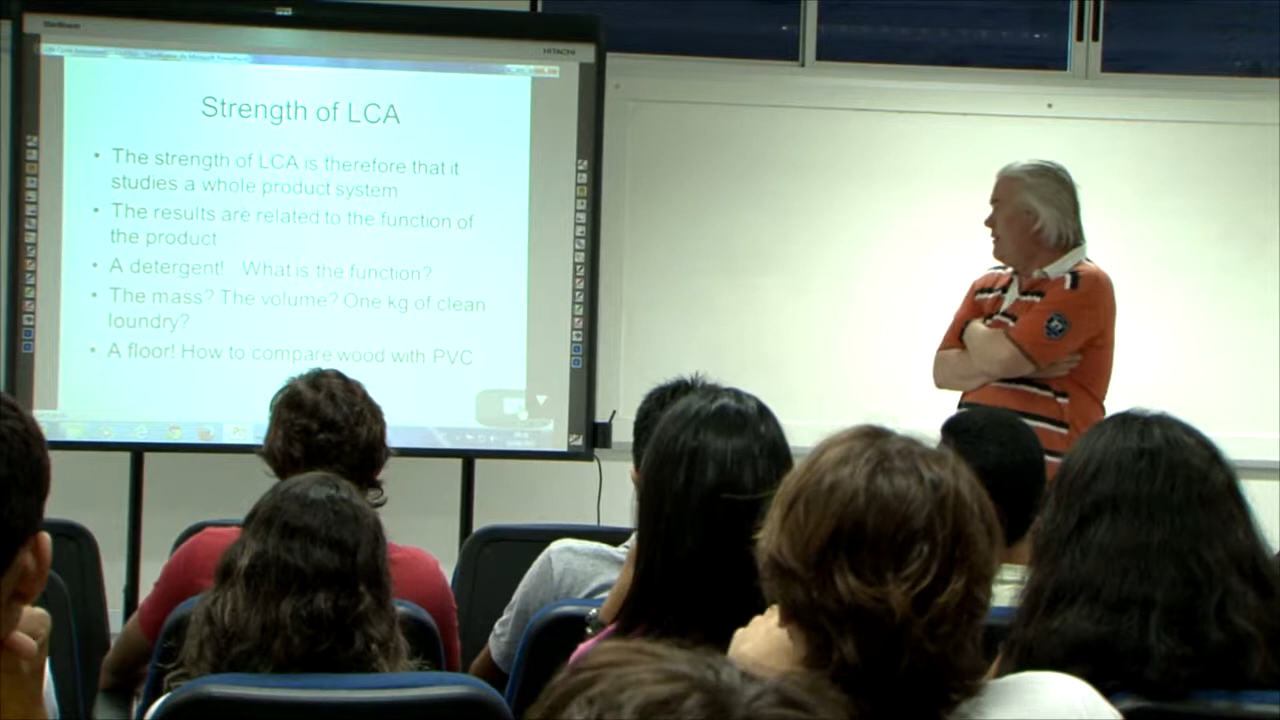 StarBoard
HITACHI
Strength of LCA
• The strength of LCA is therefore that it
studies a whole product system
• The results are related to the function of
the product
• A detergent! What is the function?
• The mass? The volume? One kg of clean
loundry?
• A floor! How to compare wood with PVC